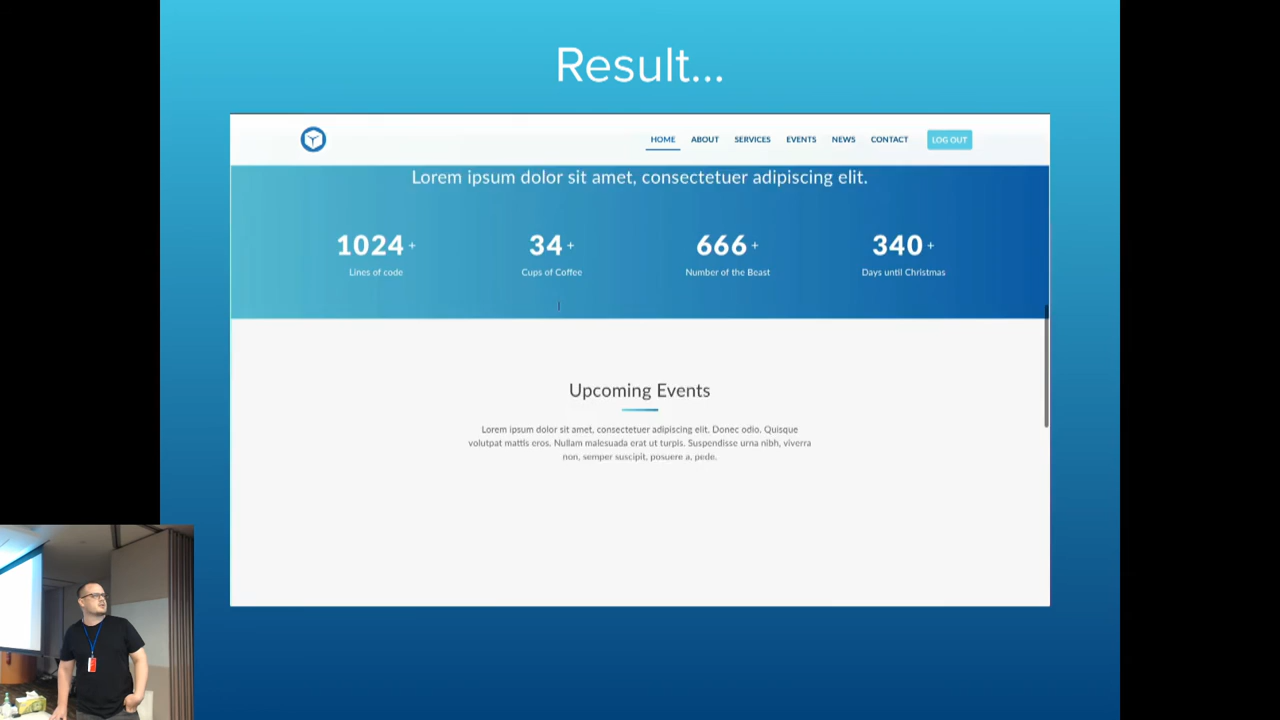 Result...
HOME ABOUT SERVICES EVENTS NEWS CONTACT LOG OUT
Lorem ipsum dolor sit amet, consectetuer adipiscing elit.
1024 + 34 + 666 + 340 +
Lines of code Cups of Coffee Number of the Beast Days until Christmas
Upcoming Events
Lorem ipsum dolor sit amet, consectetuer adipiscing elit. Donec odio. Quisque
volutpat mattis eros. Nullam malesuada erat ut turpis. Suspendisse urna nibh, viverra
non, semper suscipit, posuere a, pede.